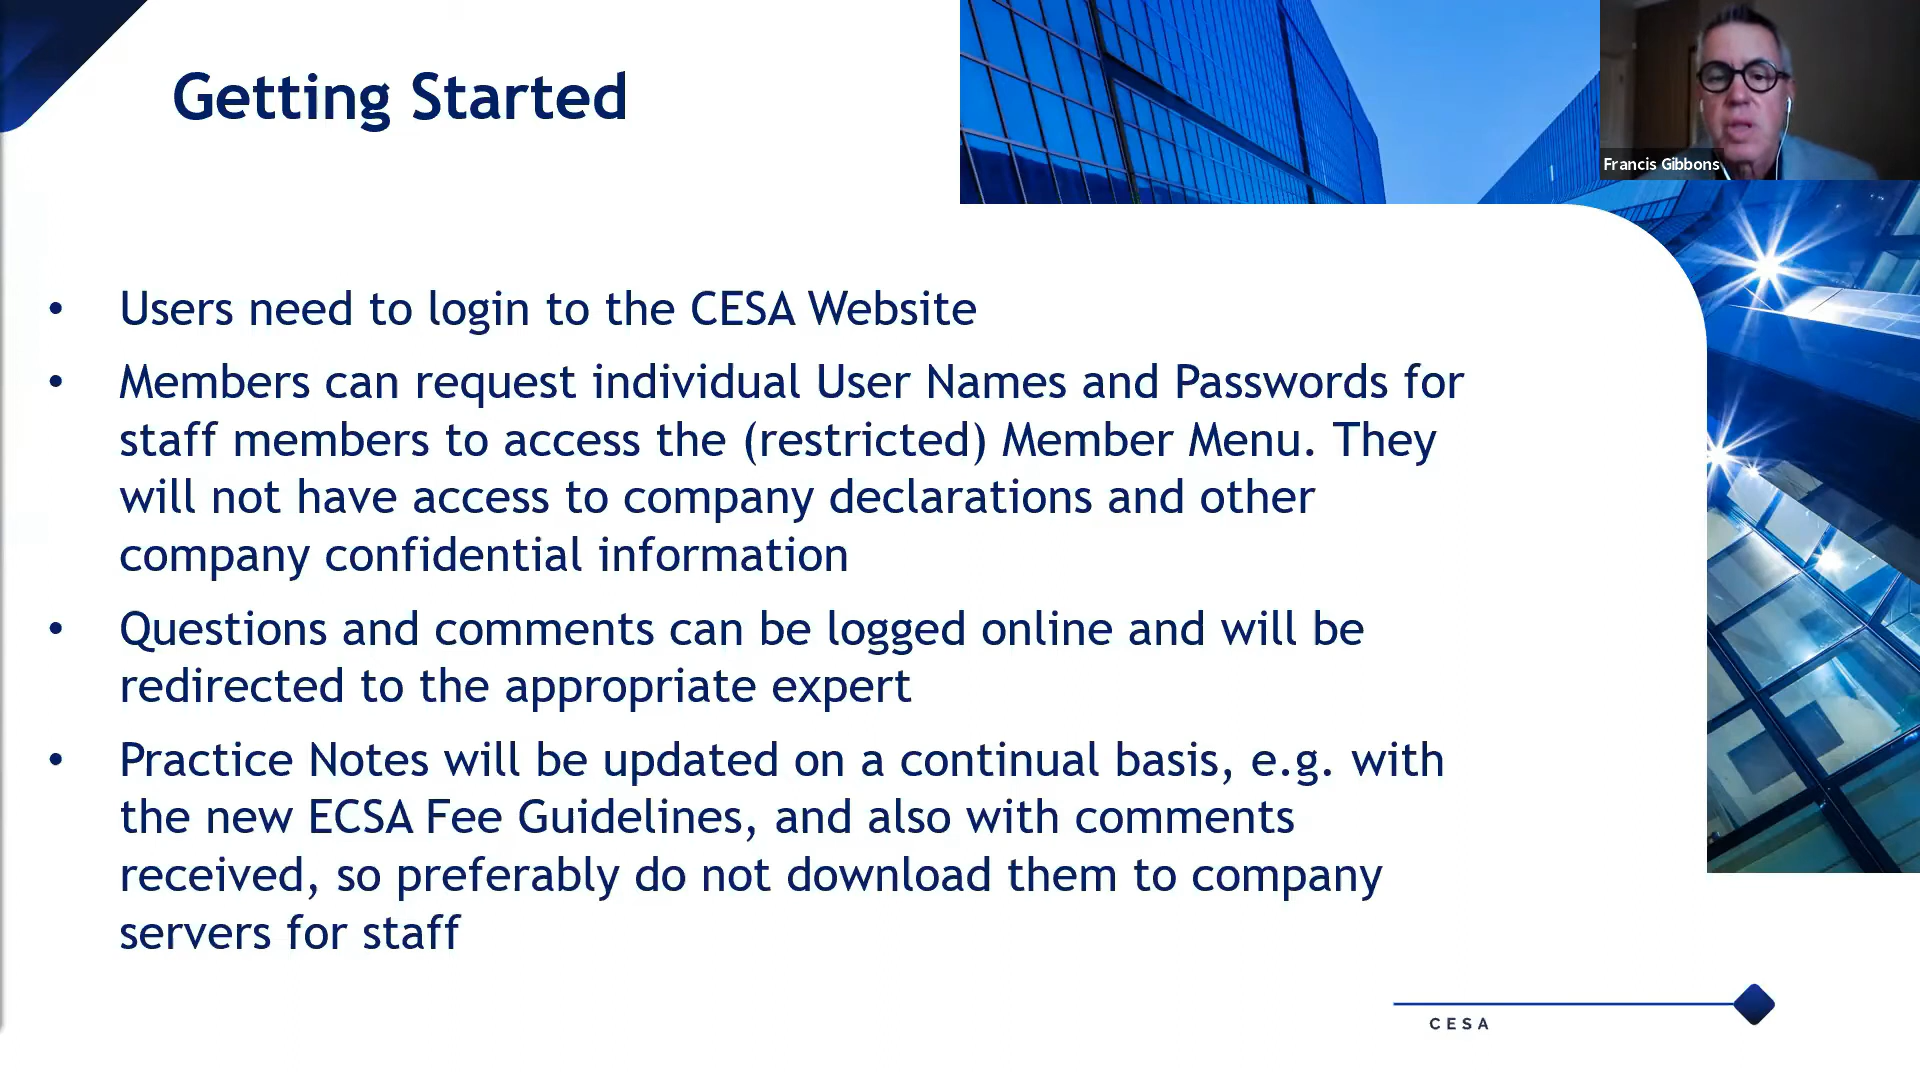 Getting Started
Francis Gibbons
• Users need to login to the CESA Website
• Members can request individual User Names and Passwords for
staff members to access the (restricted) Member Menu. They
will not have access to company declarations and other
company confidential information
• Questions and comments can be logged online and will be
redirected to the appropriate expert
• Practice Notes will be updated on a continual basis, e.g. with
the new ECSA Fee Guidelines, and also with comments
received, so preferably do not download them to company
servers for staff
CESA